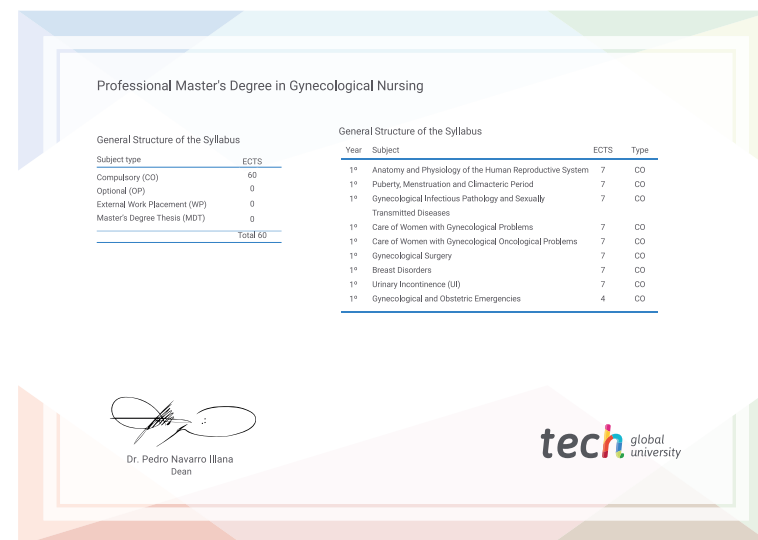 Professional Master's Degree in Gynecological Nursing
General Structure of the Syllabus
Subject type ECTS
Compulsory (CO) 60
Optional (OP) 0
External Work Placement (WP) 0
Master's Degree Thesis (MDT) 0
Total 60
General Structure of the Syllabus
Year Subject ECTS Type
1º Anatomy and Physiology of the Human Reproductive System 7 CO
1º Puberty, Menstruation and Climacteric Period 7 CO
1º Gynecological Infectious Pathology and Sexually 7 CO
Transmitted Diseases
1º Care of Women with Gynecological Problems 7 CO
1º Care of Women with Gynecological Oncological Problems 7 CO
1º Gynecological Surgery 7 CO
1º Breast Disorders 7 CO
1º Urinary Incontinence (UI) 7 CO
1º Gynecological and Obstetric Emergencies 4 CO
Dr. Pedro Navarro Illana
Dean
tech global
university